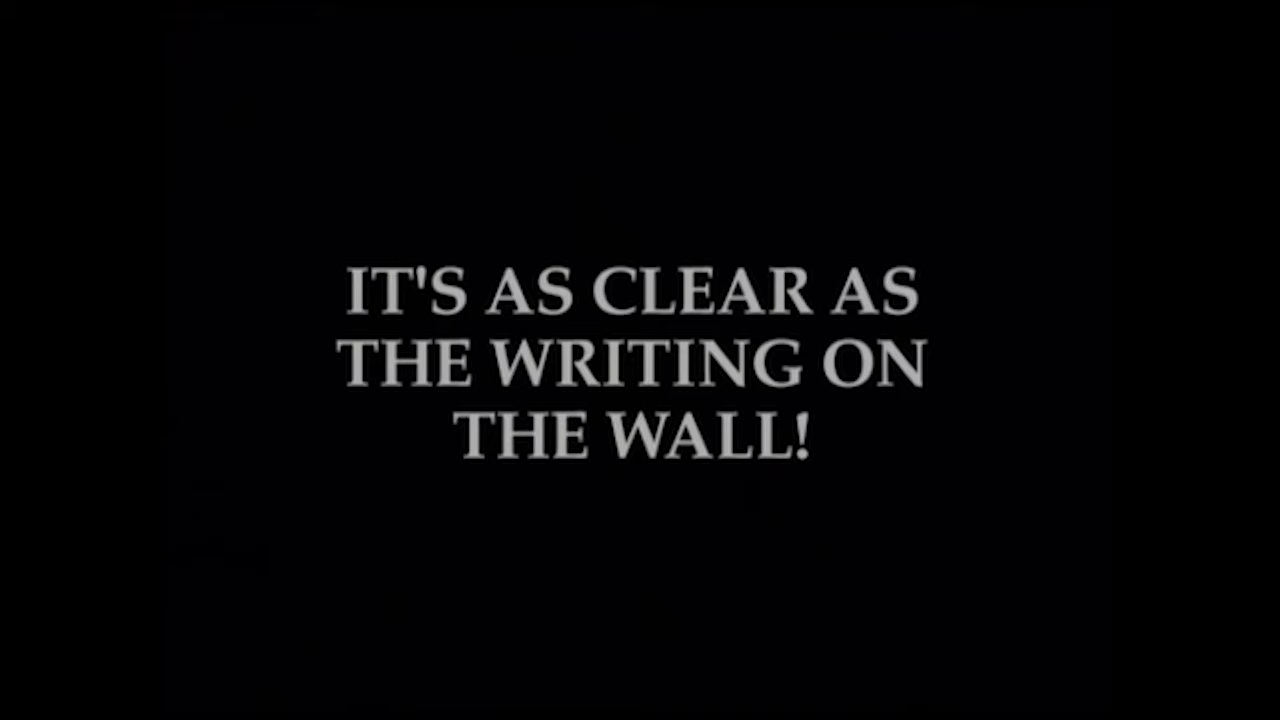 IT'S AS CLEAR AS
THE WRITING ON
THE WALL!